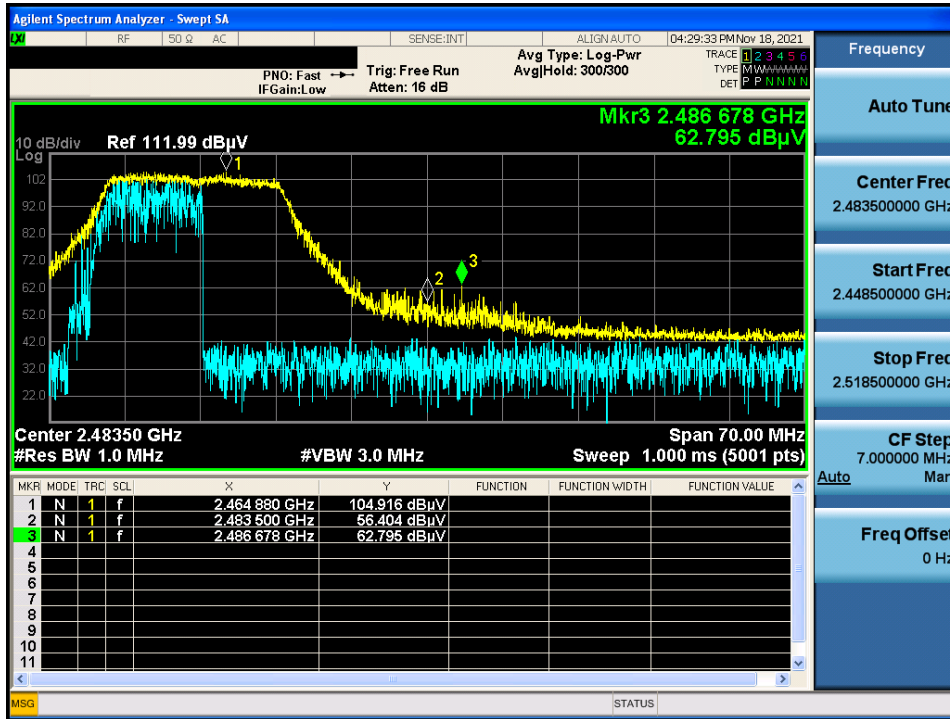 Agilent Spectrum Analyzer - Swept SA
LXI RF 50 Ω AC SENSE:INT ALIGN AUTO 04:29:33 PM Nov 18, 2021
Frequency
Avg Type: Log-Pwr
TRACE 1 2 3 4 5 6
PNO: Fast
Trig: Free Run
Avg|Hold: 300/300
TYPE M WWWWW
IFGain:Low
Atten: 16 dB
DET P P N N N N
Auto Tune
Mkr3 2.486 678 GHz
62.795 dBµV
10 dB/div
Ref 111.99 dBµV
Log
1
102
92.0
82.0
72.0
62.0
52.0
42.0
32.0
22.0
2
3
Center Freq
2.483500000 GHz
Start Freq
2.448500000 GHz
Stop Freq
2.518500000 GHz
Center 2.48350 GHz
Span 70.00 MHz
#Res BW 1.0 MHz
#VBW 3.0 MHz
Sweep 1.000 ms (5001 pts)
CF Step
7.000000 MHz
Auto Man
MKR MODE TRC SCL X Y FUNCTION FUNCTION WIDTH FUNCTION VALUE
1 N 1 f 2.464 880 GHz 104.916 dBµV
2 N 1 f 2.483 500 GHz 56.404 dBµV
3 N 1 f 2.486 678 GHz 62.795 dBµV
4
5
6
7
8
9
10
11
Freq Offset
0 Hz
MSG
STATUS